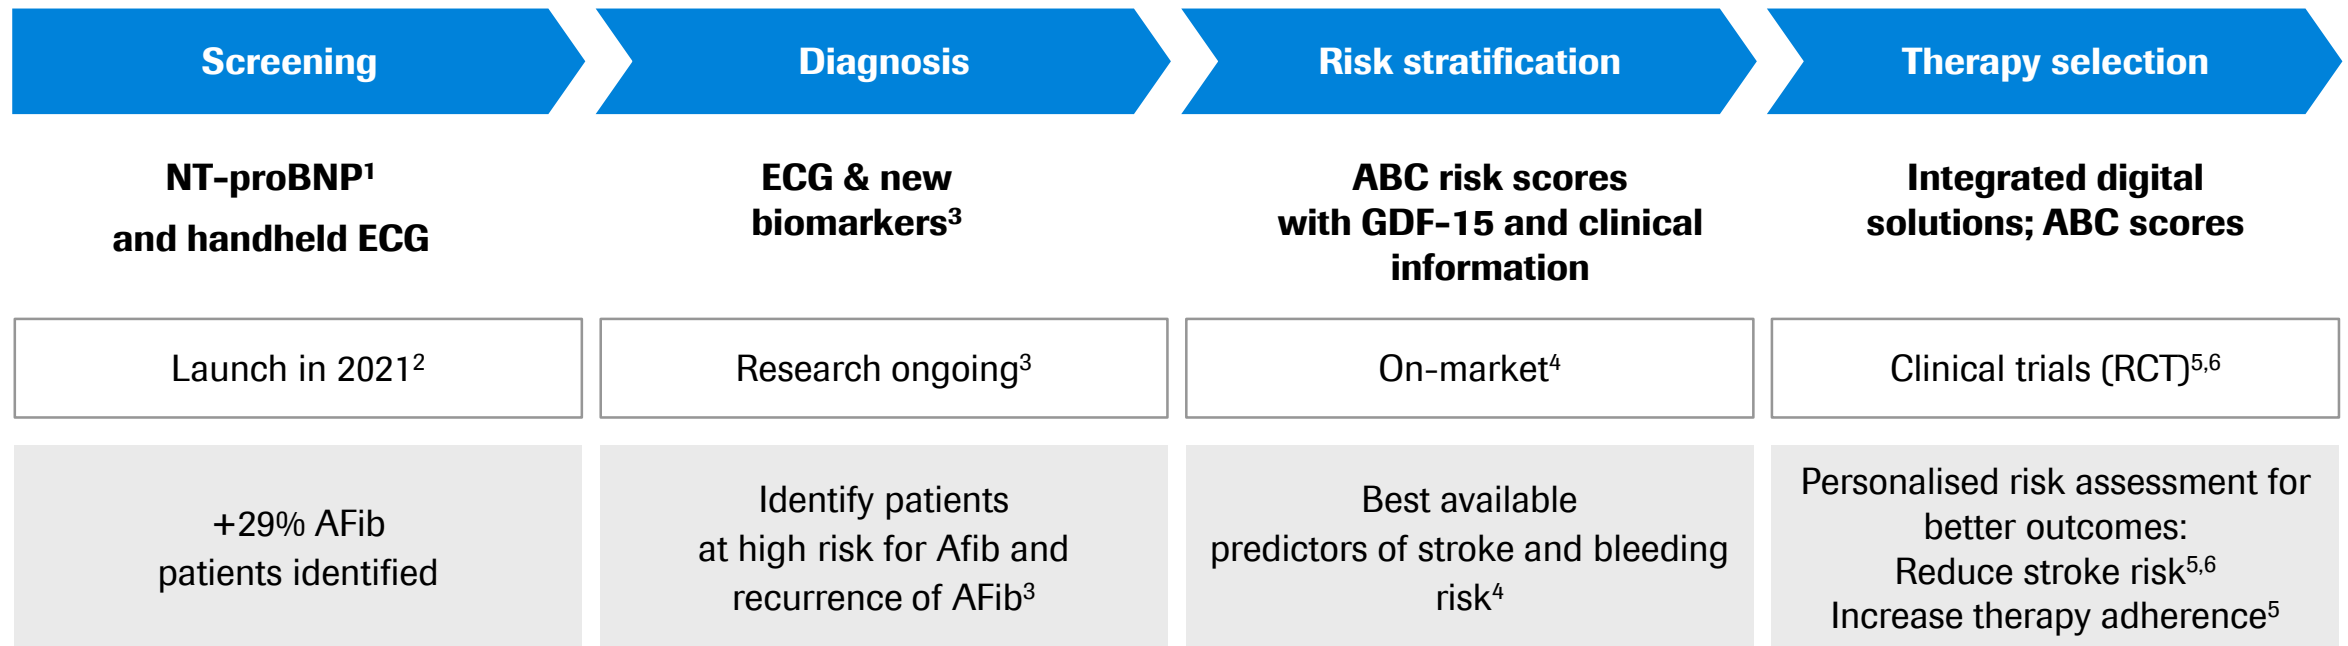 Screening
Diagnosis
Risk stratification
Therapy selection
NT-proBNP¹
and handheld ECG
ECG & new
biomarkers³
ABC risk scores
with GDF-15 and clinical
information
Integrated digital
solutions; ABC scores
Launch in 2021²
Research ongoing³
On-market⁴
Clinical trials (RCT)⁵,⁶
+29% AFib
patients identified
Identify patients
at high risk for Afib and
recurrence of AFib³
Best available
predictors of stroke and bleeding
risk⁴
Personalised risk assessment for
better outcomes:
Reduce stroke risk⁵,⁶
Increase therapy adherence⁵